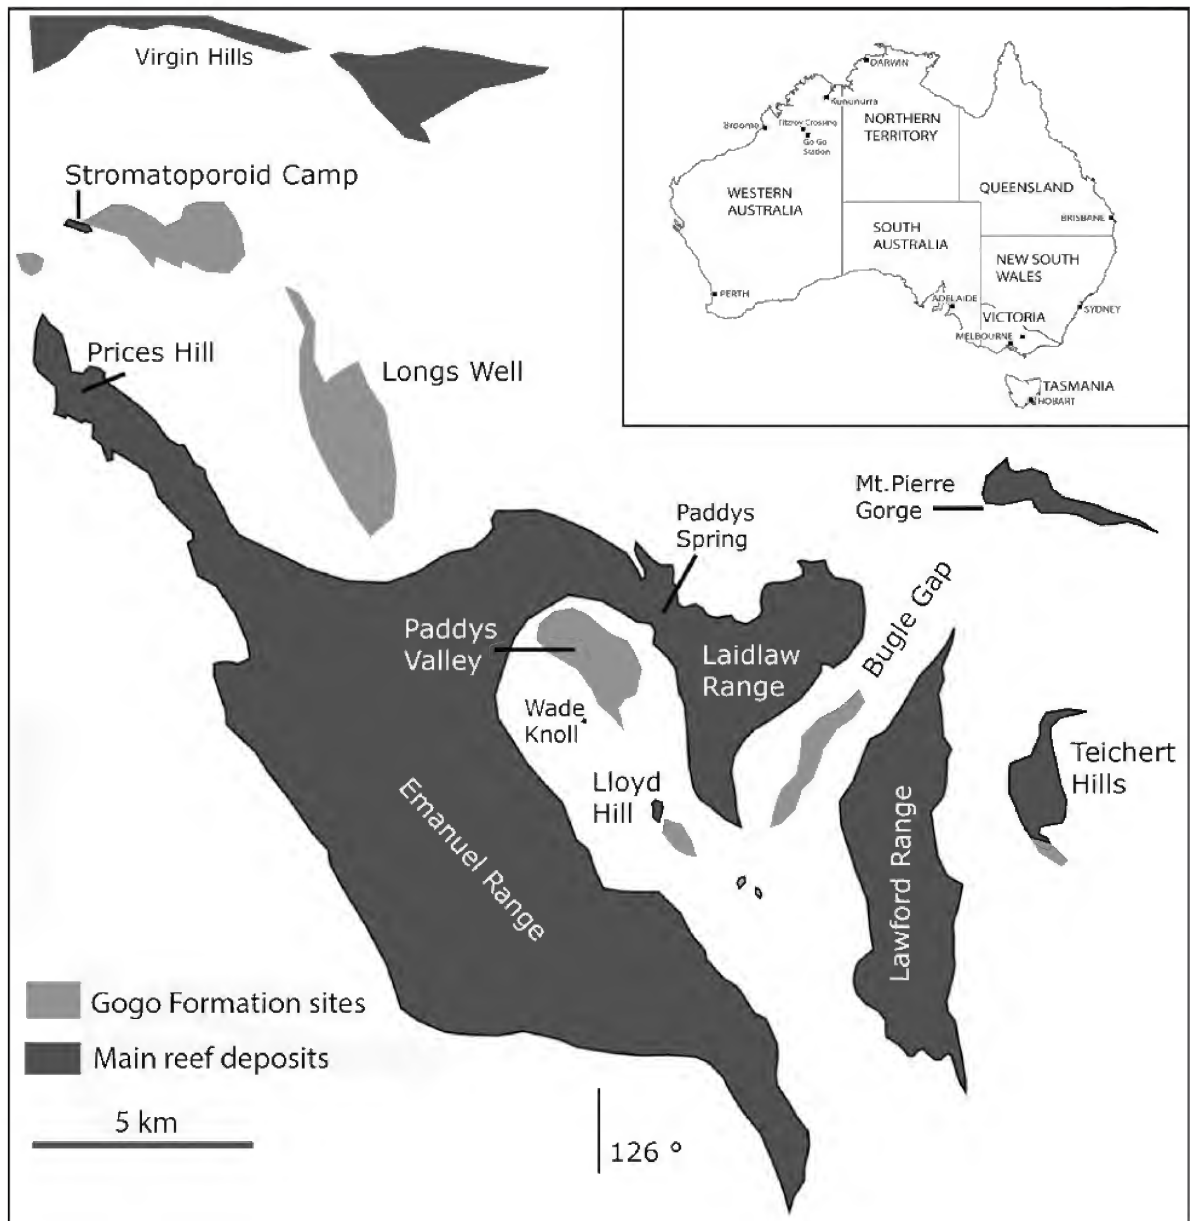 Virgin Hills
Stromatoporoid Camp
Prices Hill
Longs Well
DARWIN
Kununurra
Broome
Fitzroy Crossing
Go Go
Station
NORTHERN
TERRITORY
WESTERN
AUSTRALIA
QUEENSLAND
BRISBANE
SOUTH
AUSTRALIA
NEW SOUTH
WALES
PERTH
ADELAIDE
SYDNEY
VICTORIA
MELBOURNE
TASMANIA
HOBART
Mt.Pierre
Gorge
Paddys
Spring
Bugle Gap
Paddys
Valley
Laidlaw
Range
Wade
Knoll
Lloyd
Hill
Teichert
Hills
Emanuel Range
Lawford Range
Gogo Formation sites
Main reef deposits
5 km
126 °